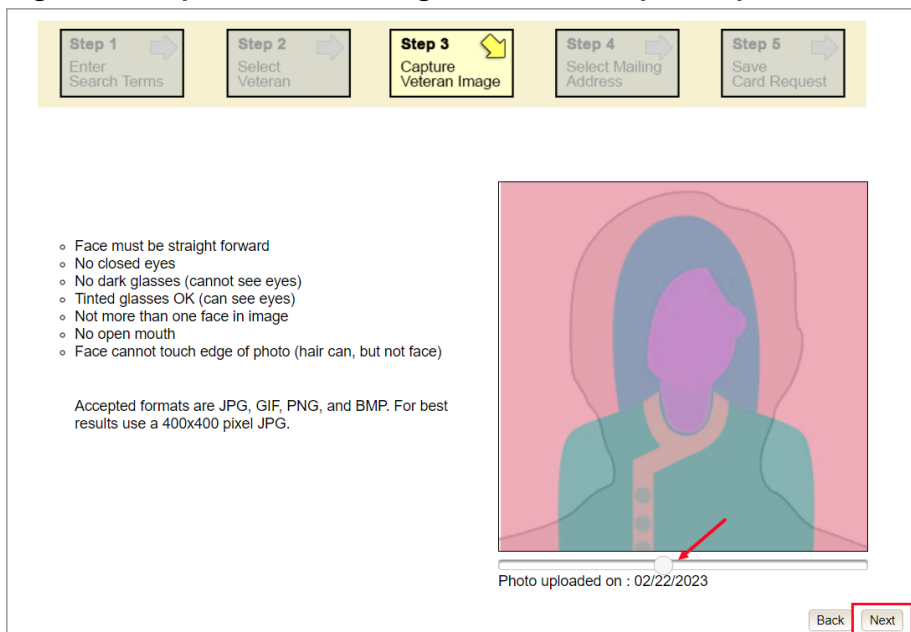 Step 1
Enter
Search Terms
Step 2
Select
Veteran
Step 3
Capture
Veteran Image
Step 4
Select Mailing
Address
Step 5
Save
Card Request
Face must be straight forward
No closed eyes
No dark glasses (cannot see eyes)
Tinted glasses OK (can see eyes)
Not more than one face in image
No open mouth
Face cannot touch edge of photo (hair can, but not face)
Accepted formats are JPG, GIF, PNG, and BMP. For best
results use a 400x400 pixel JPG.
Photo uploaded on : 02/22/2023
Back
Next